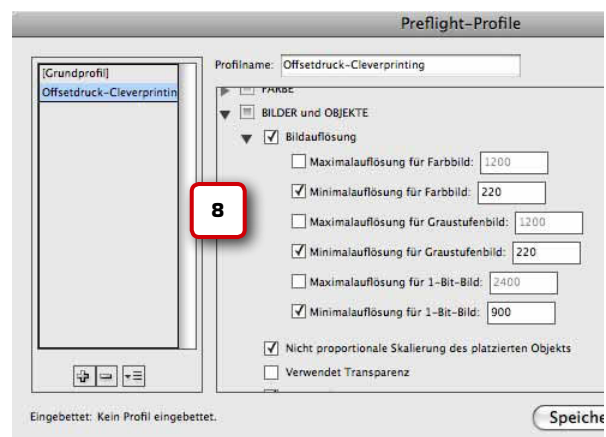 Preflight-Profile
[Grundprofil]
Offsetdruck-Cleverprintin
Profilname: Offsetdruck-Cleverprinting
FARBE
BILDER und OBJEKTE
Bildauflösung
Maximalauflösung für Farbbild: 1200
Minimalauflösung für Farbbild: 220
8
Maximalauflösung für Graustufenbild: 1200
Minimalauflösung für Graustufenbild: 220
Maximalauflösung für 1-Bit-Bild: 2400
Minimalauflösung für 1-Bit-Bild: 900
Nicht proportionale Skalierung des platzierten Objekts
Verwendet Transparenz
Eingebettet: Kein Profil eingebettet.
Speiche